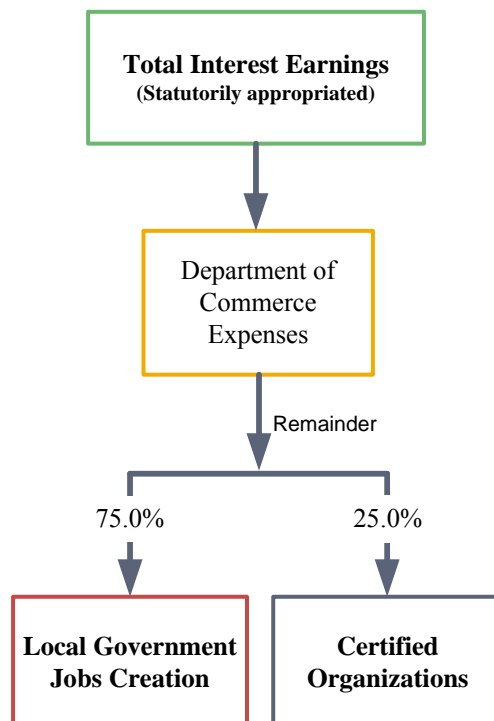 Total Interest Earnings
(Statutorily appropriated)
Department of
Commerce
Expenses
Remainder
75.0%
25.0%
Local Government
Jobs Creation
Certified
Organizations